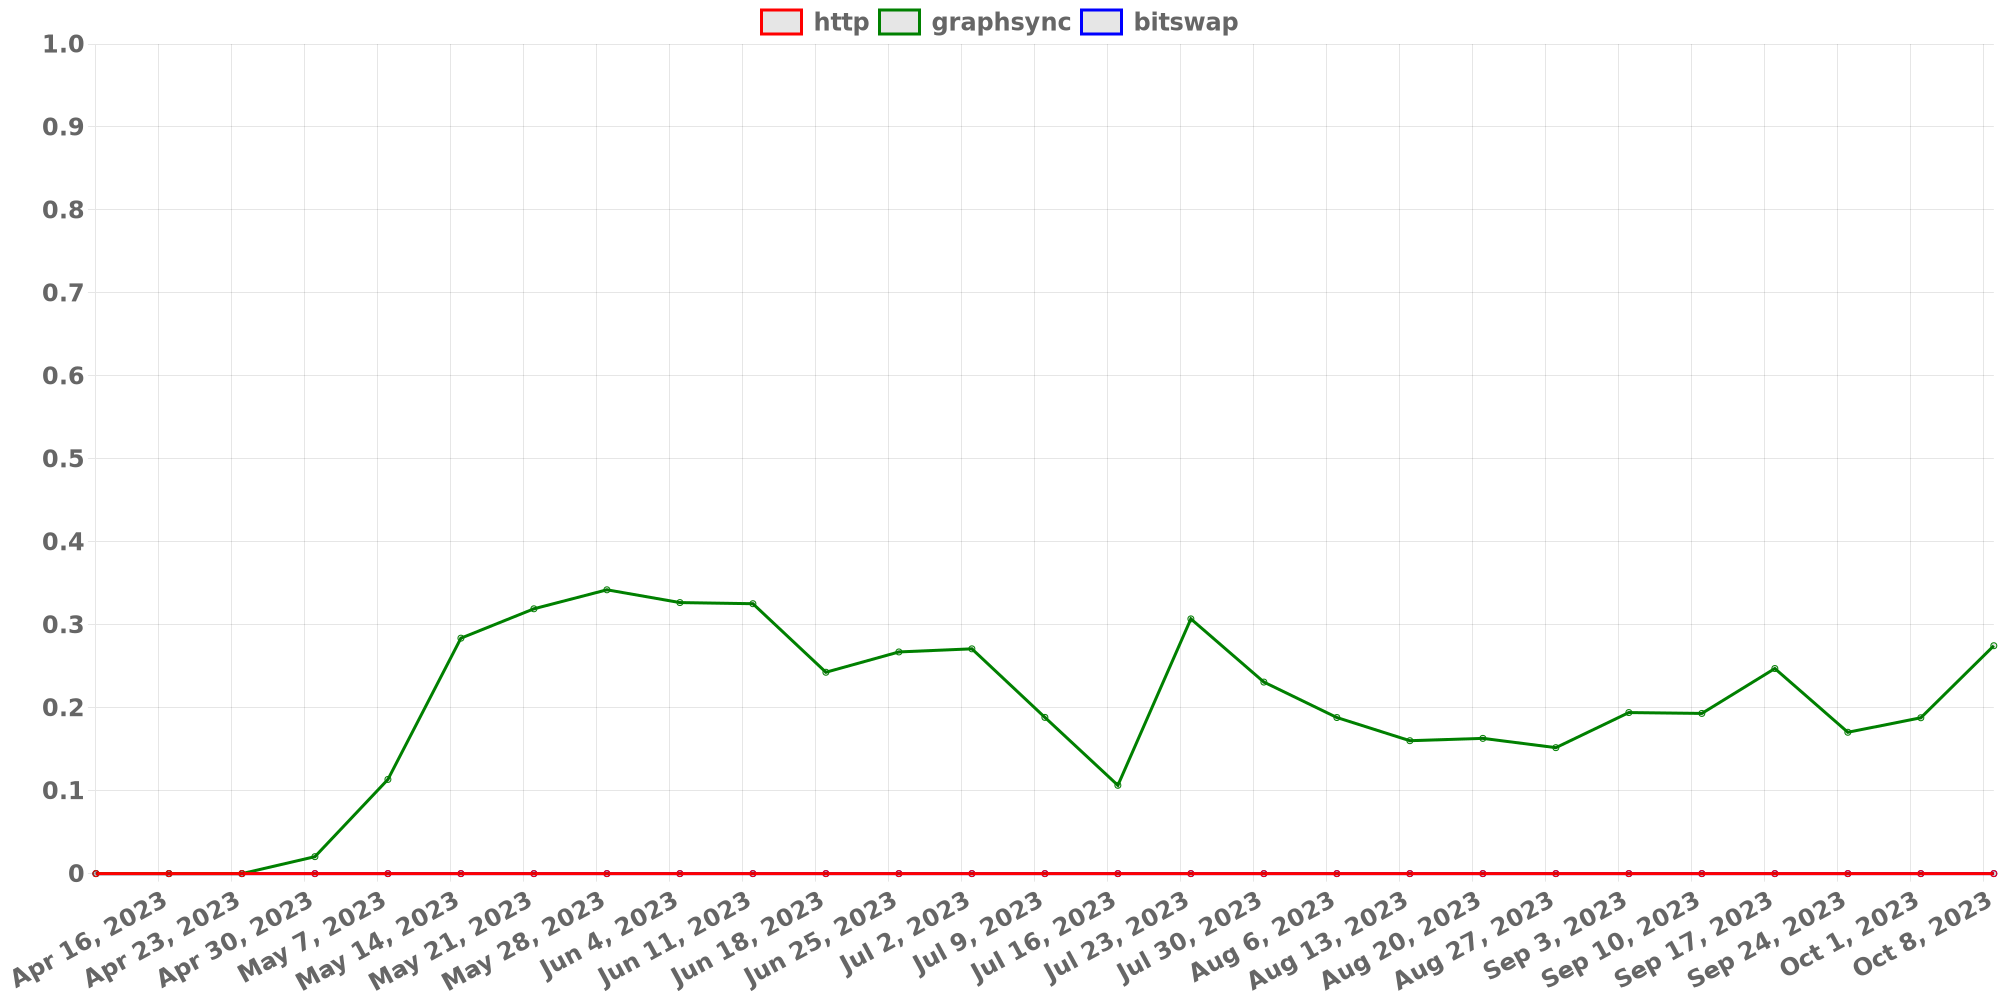 http graphsync bitswap
1.0
0.9
0.8
0.7
0.6
0.5
0.4
0.3
0.2
0.1
0
Apr 16, 2023
Apr 23, 2023
Apr 30, 2023
May 7, 2023
May 14, 2023
May 21, 2023
May 28, 2023
Jun 4, 2023
Jun 11, 2023
Jun 18, 2023
Jun 25, 2023
Jul 2, 2023
Jul 9, 2023
Jul 16, 2023
Jul 23, 2023
Jul 30, 2023
Aug 6, 2023
Aug 13, 2023
Aug 20, 2023
Aug 27, 2023
Sep 3, 2023
Sep 10, 2023
Sep 17, 2023
Sep 24, 2023
Oct 1, 2023
Oct 8, 2023